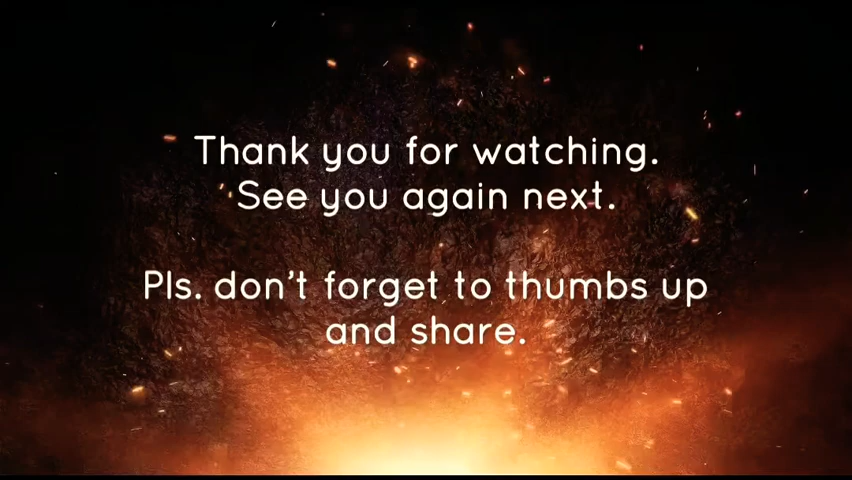 Thank you for watching.
See you again next.
Pls. don't forget to thumbs up
and share.